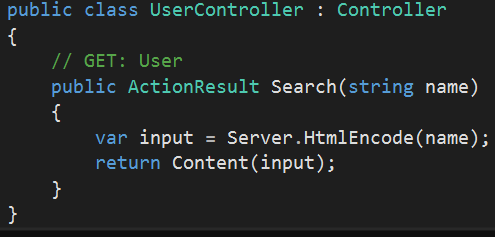 public class UserController : Controller
{
    // GET: User
    public ActionResult Search(string name)
    {
        var input = Server.HtmlEncode(name);
        return Content(input);
    }
}